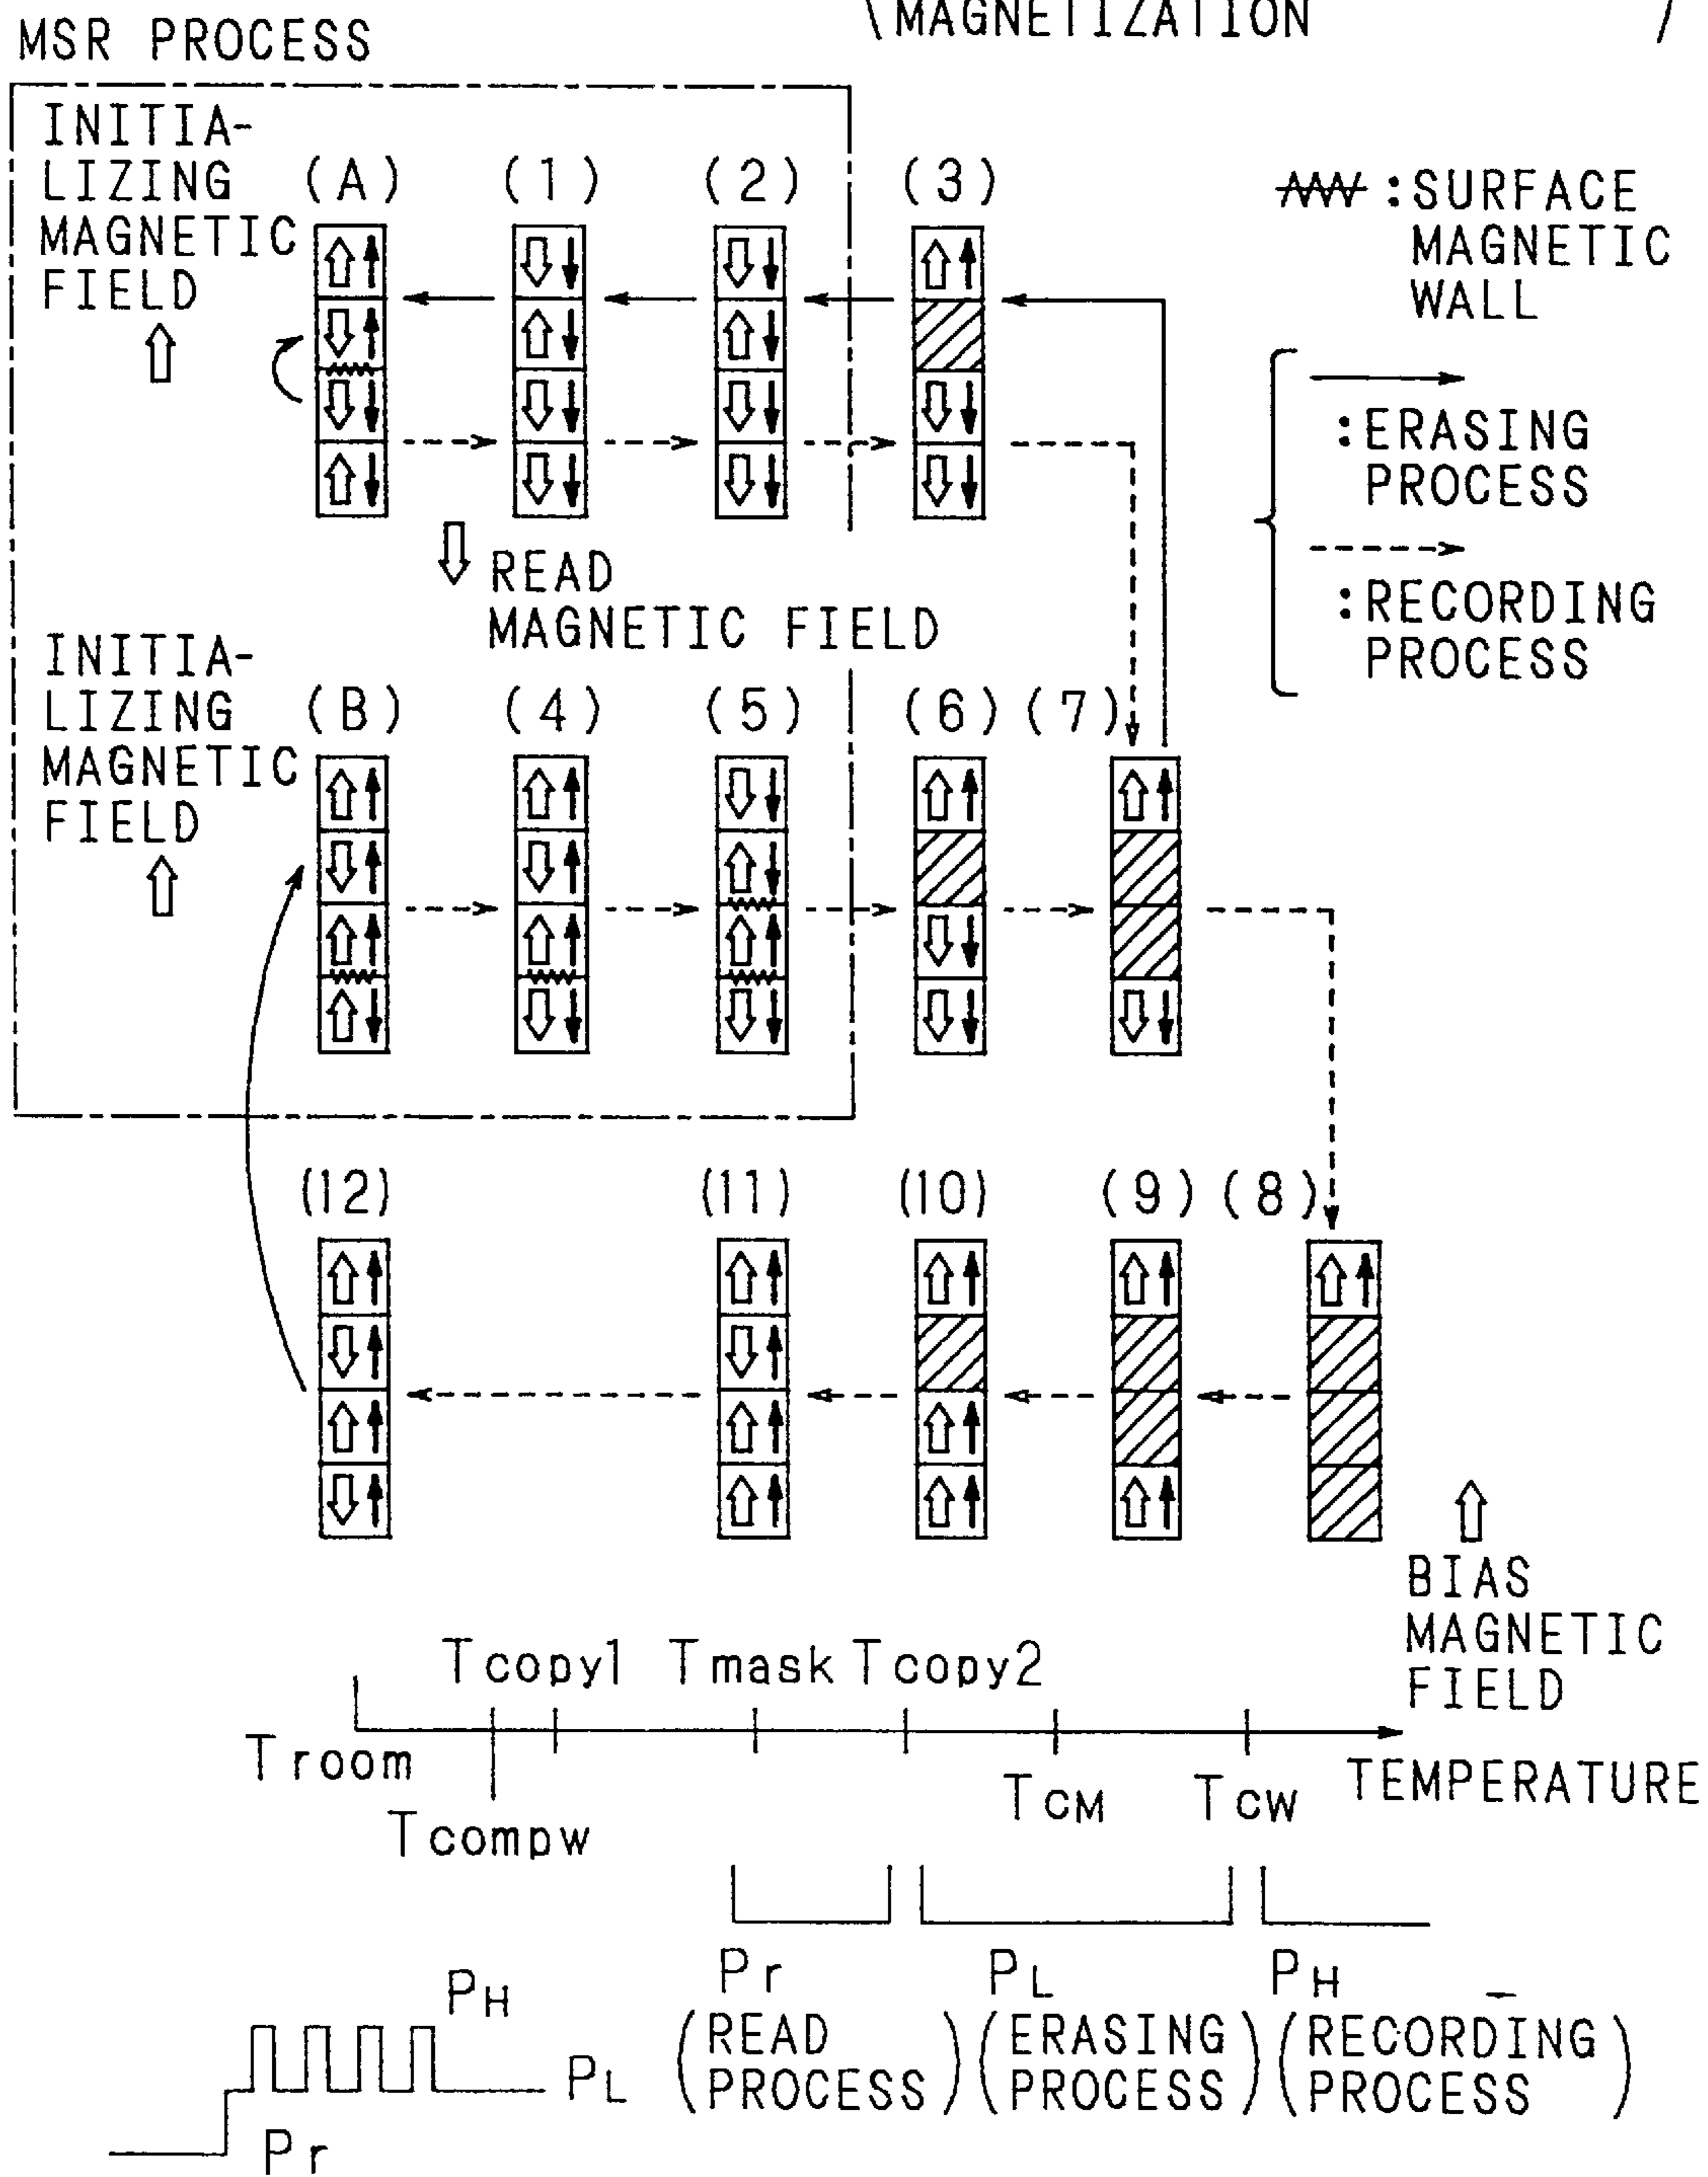 MAGNETIZATION
MSR PROCESS
INITIA-
LIZING
MAGNETIC
FIELD
(A) (1) (2) (3)
:SURFACE
MAGNETIC
WALL
:ERASING
PROCESS
:RECORDING
PROCESS
READ
MAGNETIC FIELD
INITIA-
LIZING
MAGNETIC
FIELD
(B) (4) (5) (6) (7)
(12) (11) (10) (9) (8)
BIAS
MAGNETIC
FIELD
Tcopy1 Tmask Tcopy2
Troom
Tcompw
TCM TCW TEMPERATURE
Pr PL PH
(READ PROCESS) (ERASING PROCESS) (RECORDING PROCESS)
PH
PL
Pr